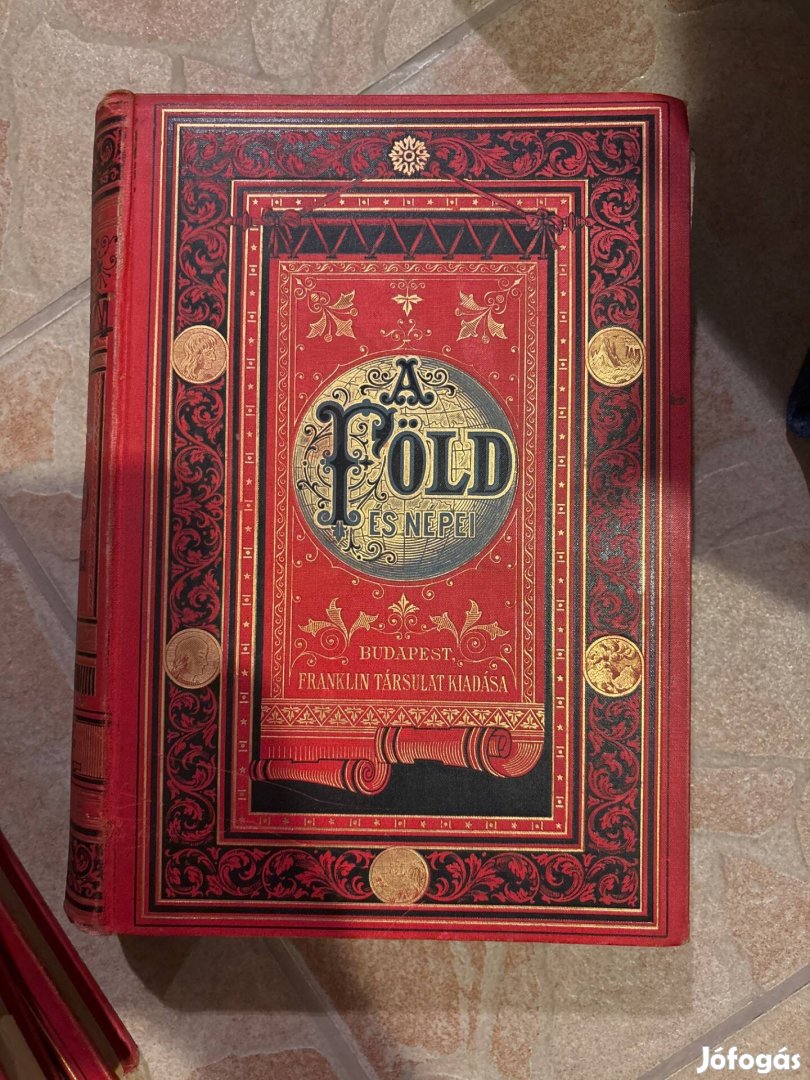 A
FÖLD
ÉS NÉPEI
BUDAPEST,
FRANKLIN TÁRSULAT KIADÁSA
Jófogás